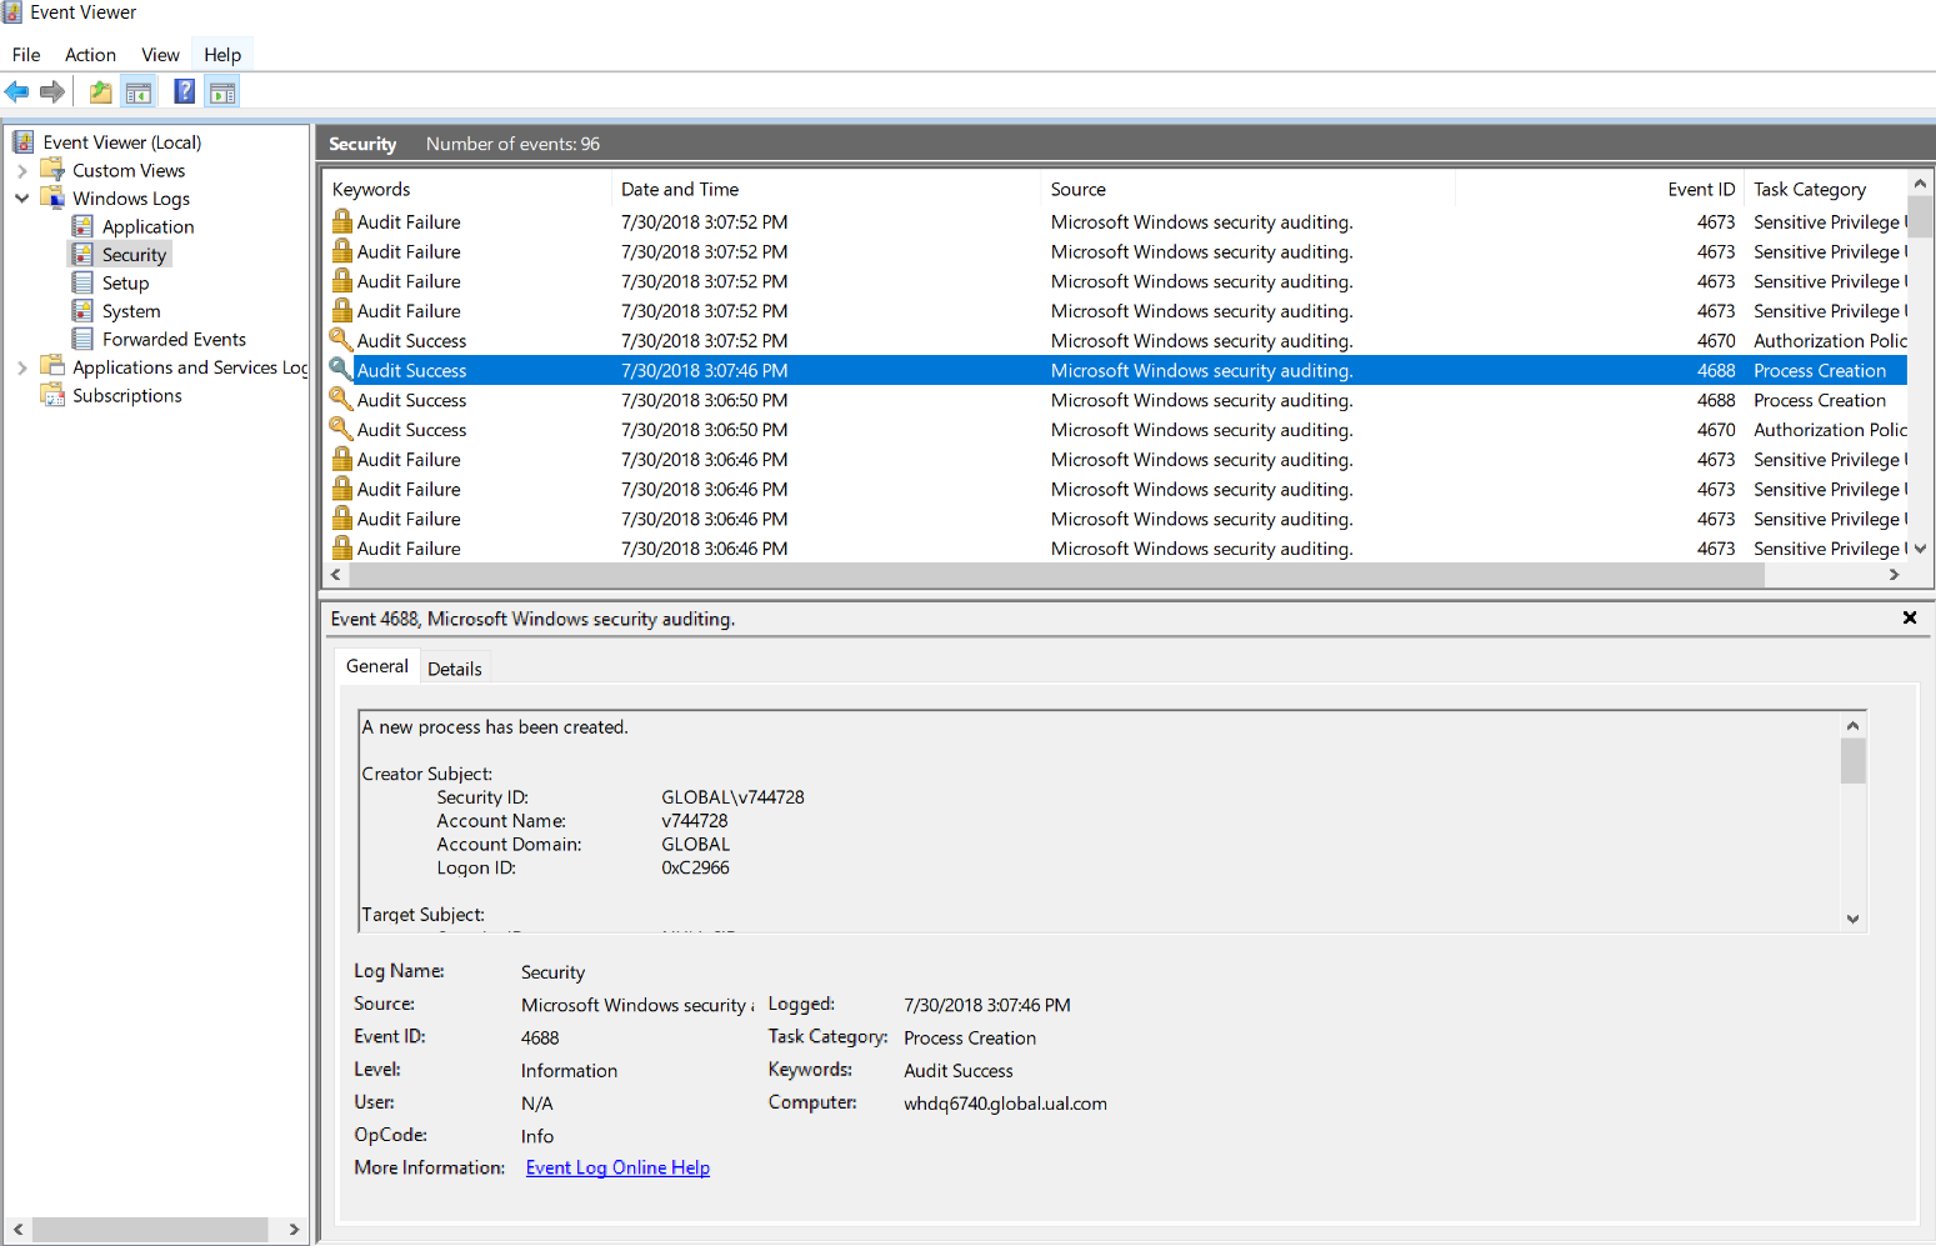 Event Viewer
File Action View Help
Event Viewer (Local)
Custom Views
Windows Logs
Application
Security
Setup
System
Forwarded Events
Applications and Services Log
Subscriptions
Security Number of events: 96
Keywords Date and Time Source Event ID Task Category
Audit Failure 7/30/2018 3:07:52 PM Microsoft Windows security auditing. 4673 Sensitive Privilege
Audit Failure 7/30/2018 3:07:52 PM Microsoft Windows security auditing. 4673 Sensitive Privilege
Audit Failure 7/30/2018 3:07:52 PM Microsoft Windows security auditing. 4673 Sensitive Privilege
Audit Failure 7/30/2018 3:07:52 PM Microsoft Windows security auditing. 4673 Sensitive Privilege
Audit Success 7/30/2018 3:07:52 PM Microsoft Windows security auditing. 4670 Authorization Polic
Audit Success 7/30/2018 3:07:46 PM Microsoft Windows security auditing. 4688 Process Creation
Audit Success 7/30/2018 3:06:50 PM Microsoft Windows security auditing. 4688 Process Creation
Audit Success 7/30/2018 3:06:50 PM Microsoft Windows security auditing. 4670 Authorization Polic
Audit Failure 7/30/2018 3:06:46 PM Microsoft Windows security auditing. 4673 Sensitive Privilege
Audit Failure 7/30/2018 3:06:46 PM Microsoft Windows security auditing. 4673 Sensitive Privilege
Audit Failure 7/30/2018 3:06:46 PM Microsoft Windows security auditing. 4673 Sensitive Privilege
Audit Failure 7/30/2018 3:06:46 PM Microsoft Windows security auditing. 4673 Sensitive Privilege
Event 4688, Microsoft Windows security auditing.
General Details
A new process has been created.
Creator Subject:
Security ID: GLOBAL\v744728
Account Name: v744728
Account Domain: GLOBAL
Logon ID: 0xC2966
Target Subject:
Log Name: Security
Source: Microsoft Windows security Logged: 7/30/2018 3:07:46 PM
Event ID: 4688 Task Category: Process Creation
Level: Information Keywords: Audit Success
User: N/A Computer: whdq6740.global.ual.com
OpCode: Info
More Information: Event Log Online Help